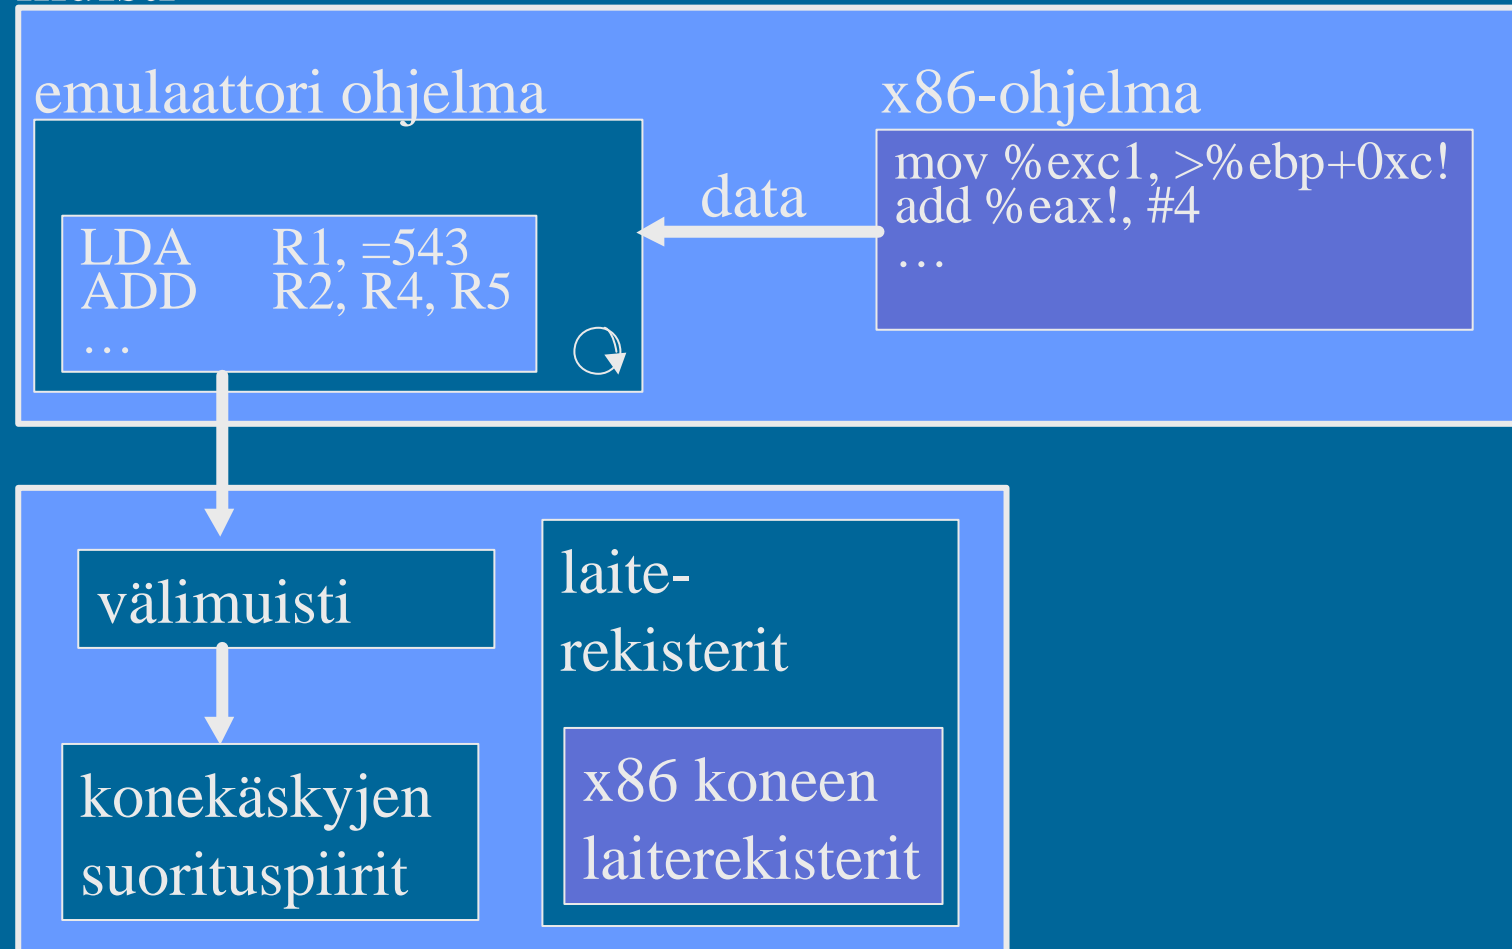 emulaattori ohjelma
x86-ohjelma
mov %exc1, >%ebp+0xc!
add %eax!, #4
…
data
LDA R1, =543
ADD R2, R4, R5
…
välimuisti
laite-
rekisterit
konekäskyjen
suorituspiirit
x86 koneen
laiterekisterit